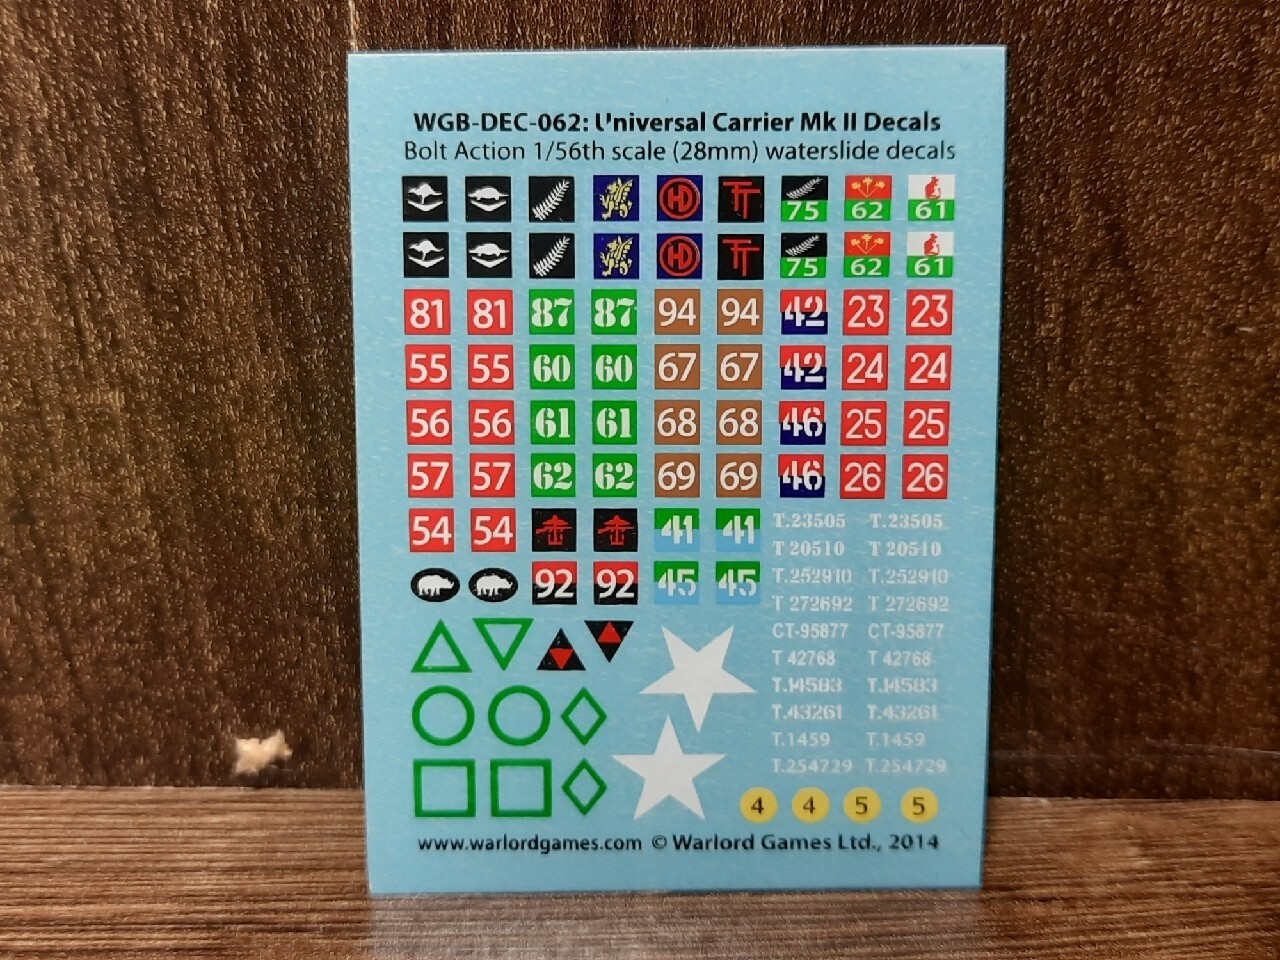 WGB-DEC-062: Universal Carrier Mk II Decals
Bolt Action 1/56th scale (28mm) waterslide decals
HD TT 75 62 61
HD TT 75 62 61
81 81 87 87 94 94 42 23 23
55 55 60 60 67 67 42 24 24
56 56 61 61 68 68 46 25 25
57 57 62 62 69 69 46 26 26
54 54 41 41 T.23505 T.23505
T 20510 T 20510
92 92 45 45 T.252910 T.252910
T 272692 T 272692
CT-95877 CT-95877
T 42768 T 42768
T.14583 T.14583
T.43261 T.43261
T.1459 T.1459
T.254729 T.254729
4 4 5 5
www.warlordgames.com © Warlord Games Ltd., 2014